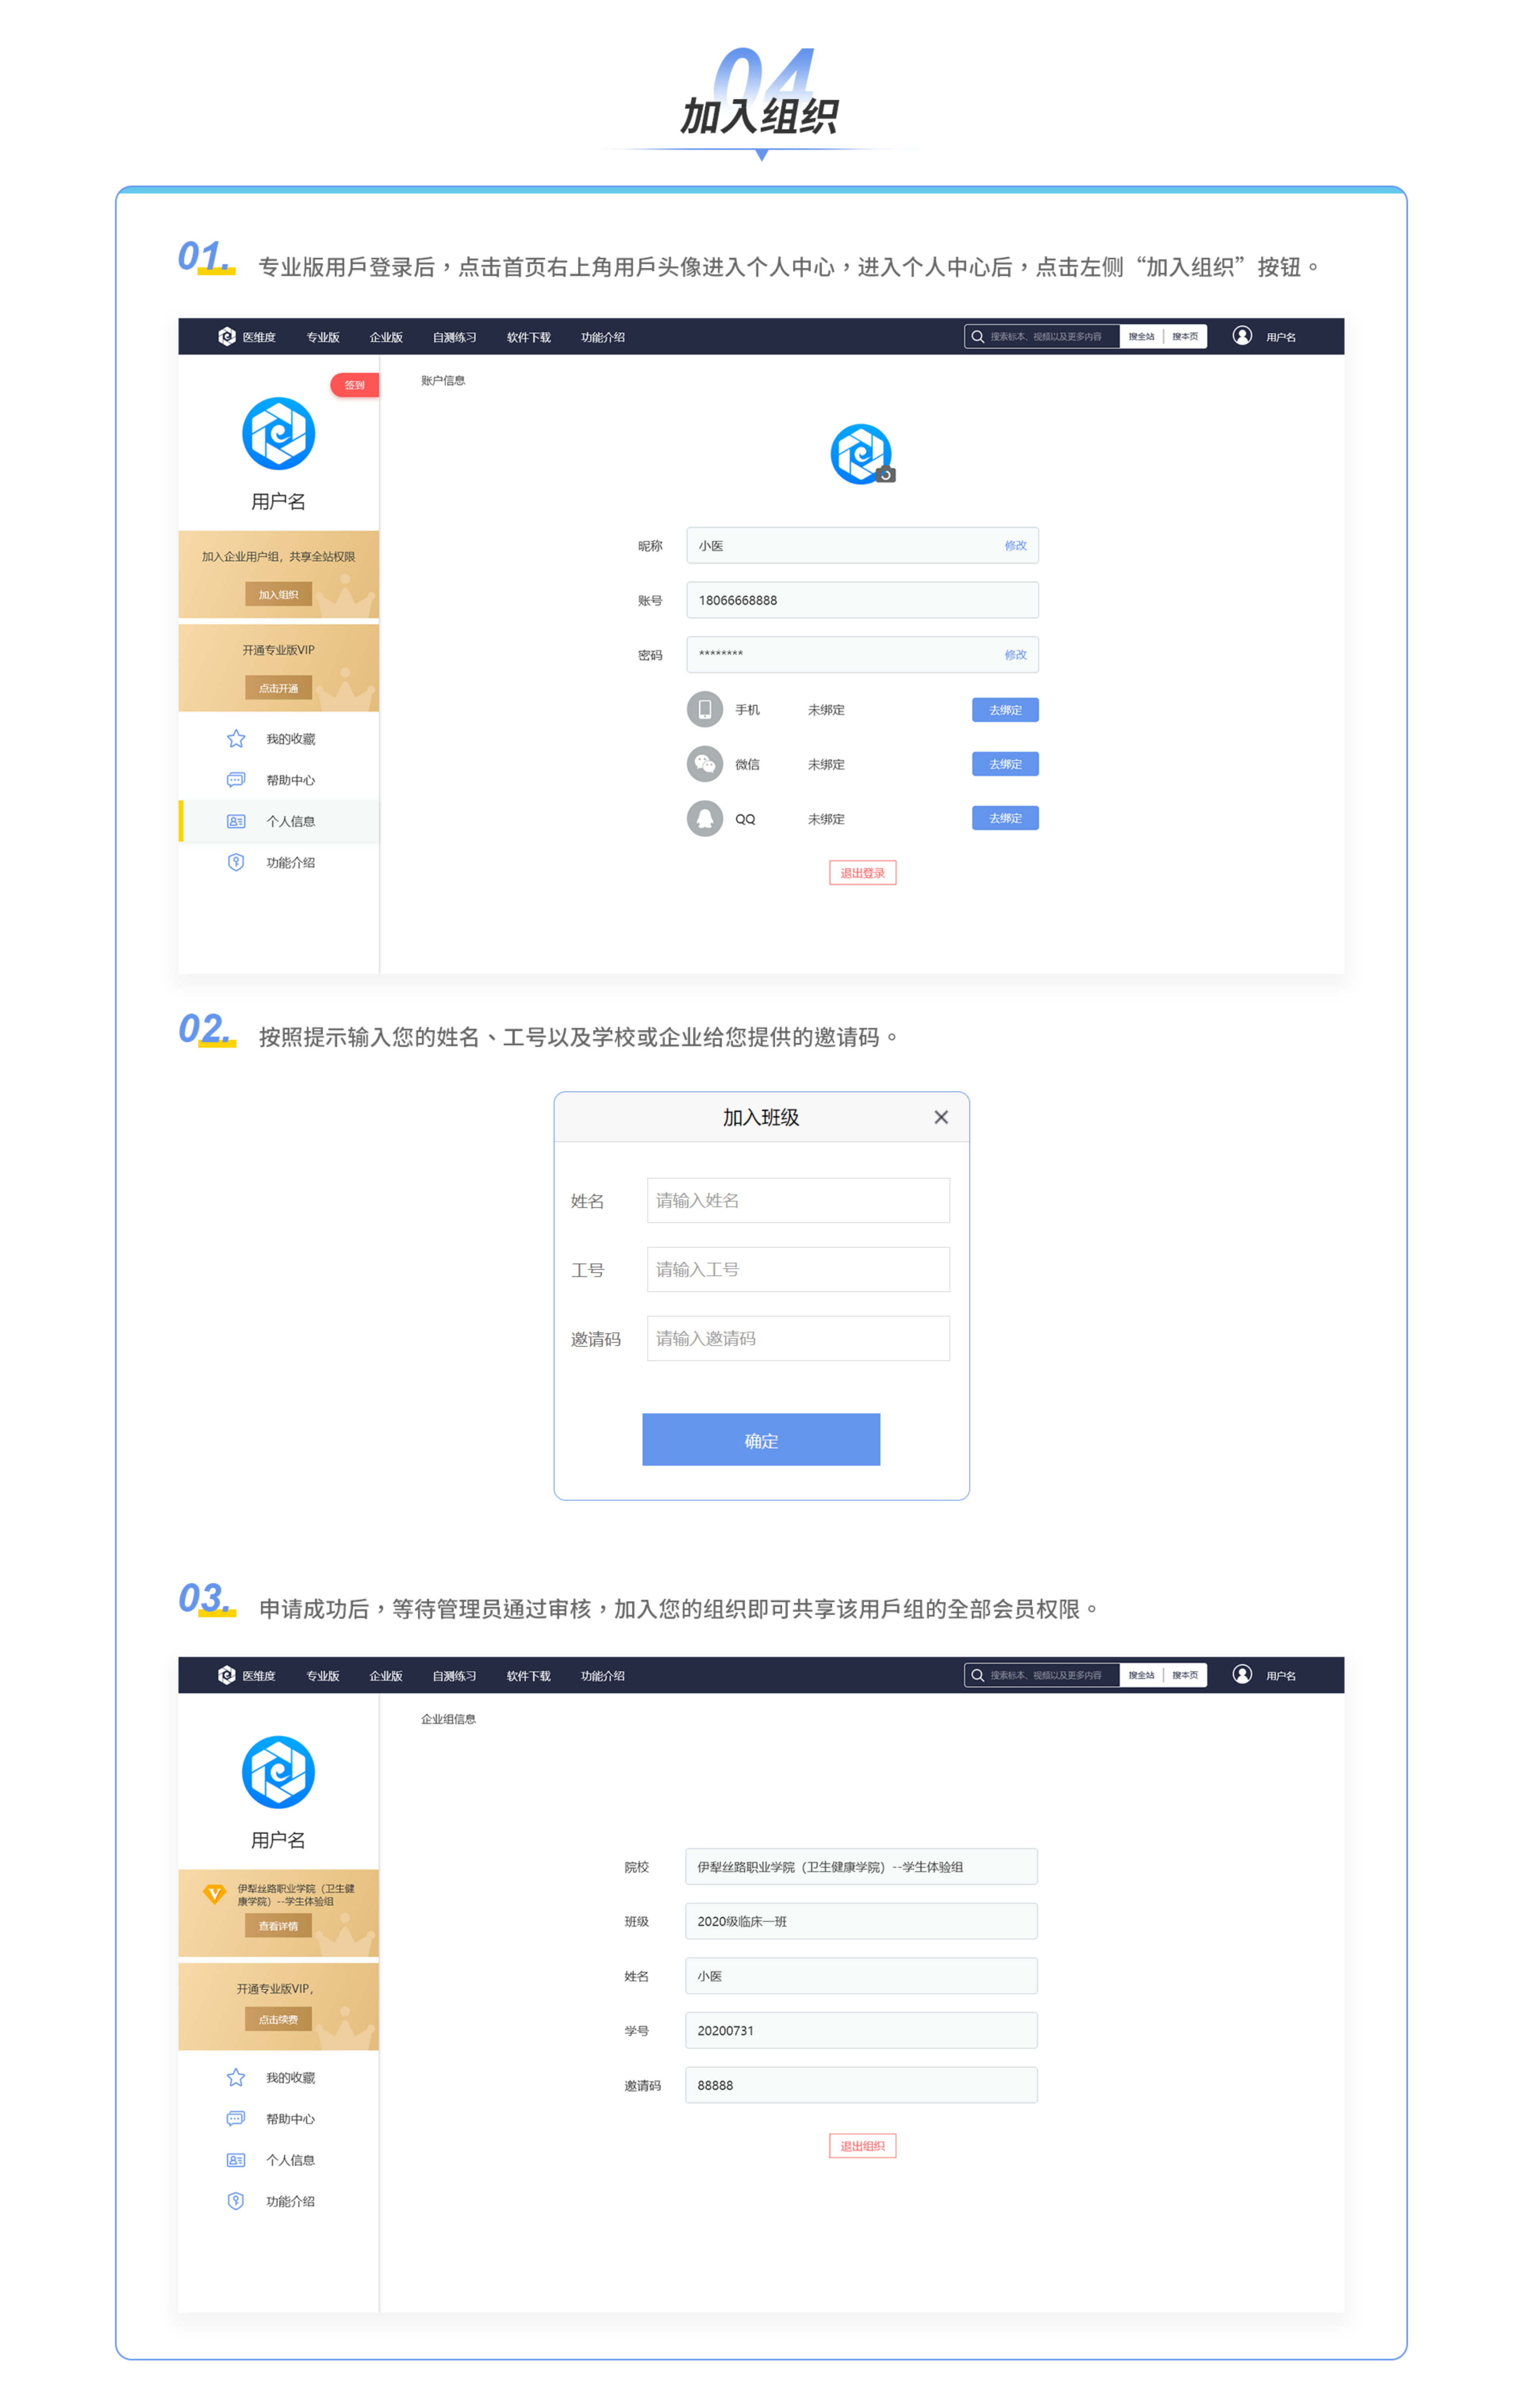 04
加入组织
01. 专业版用户登录后，点击首页右上角用户头像进入个人中心，进入个人中心后，点击左侧“加入组织”按钮。
医维度 专业版 企业版 自测练习 软件下载 功能介绍 搜索标本、视频以及更多内容 搜全站 搜本页 用户名
签到
账户信息
用户名
加入企业用户组，共享全站权限
加入组织
开通专业版VIP
点击开通
我的收藏
帮助中心
个人信息
功能介绍
昵称 小医 修改
账号 18066668888
密码 ******** 修改
手机 未绑定 去绑定
微信 未绑定 去绑定
QQ 未绑定 去绑定
退出登录
02. 按照提示输入您的姓名、工号以及学校或企业给您提供的邀请码。
加入班级
姓名 请输入姓名
工号 请输入工号
邀请码 请输入邀请码
确定
03. 申请成功后，等待管理员通过审核，加入您的组织即可共享该用户组的全部会员权限。
医维度 专业版 企业版 自测练习 软件下载 功能介绍 搜索标本、视频以及更多内容 搜全站 搜本页 用户名
企业组信息
用户名
伊犁丝路职业学院（卫生健
康学院）--学生体验组
查看详情
开通专业版VIP，
点击续费
我的收藏
帮助中心
个人信息
功能介绍
院校 伊犁丝路职业学院（卫生健康学院）--学生体验组
班级 2020级临床一班
姓名 小医
学号 20200731
邀请码 88888
退出组织